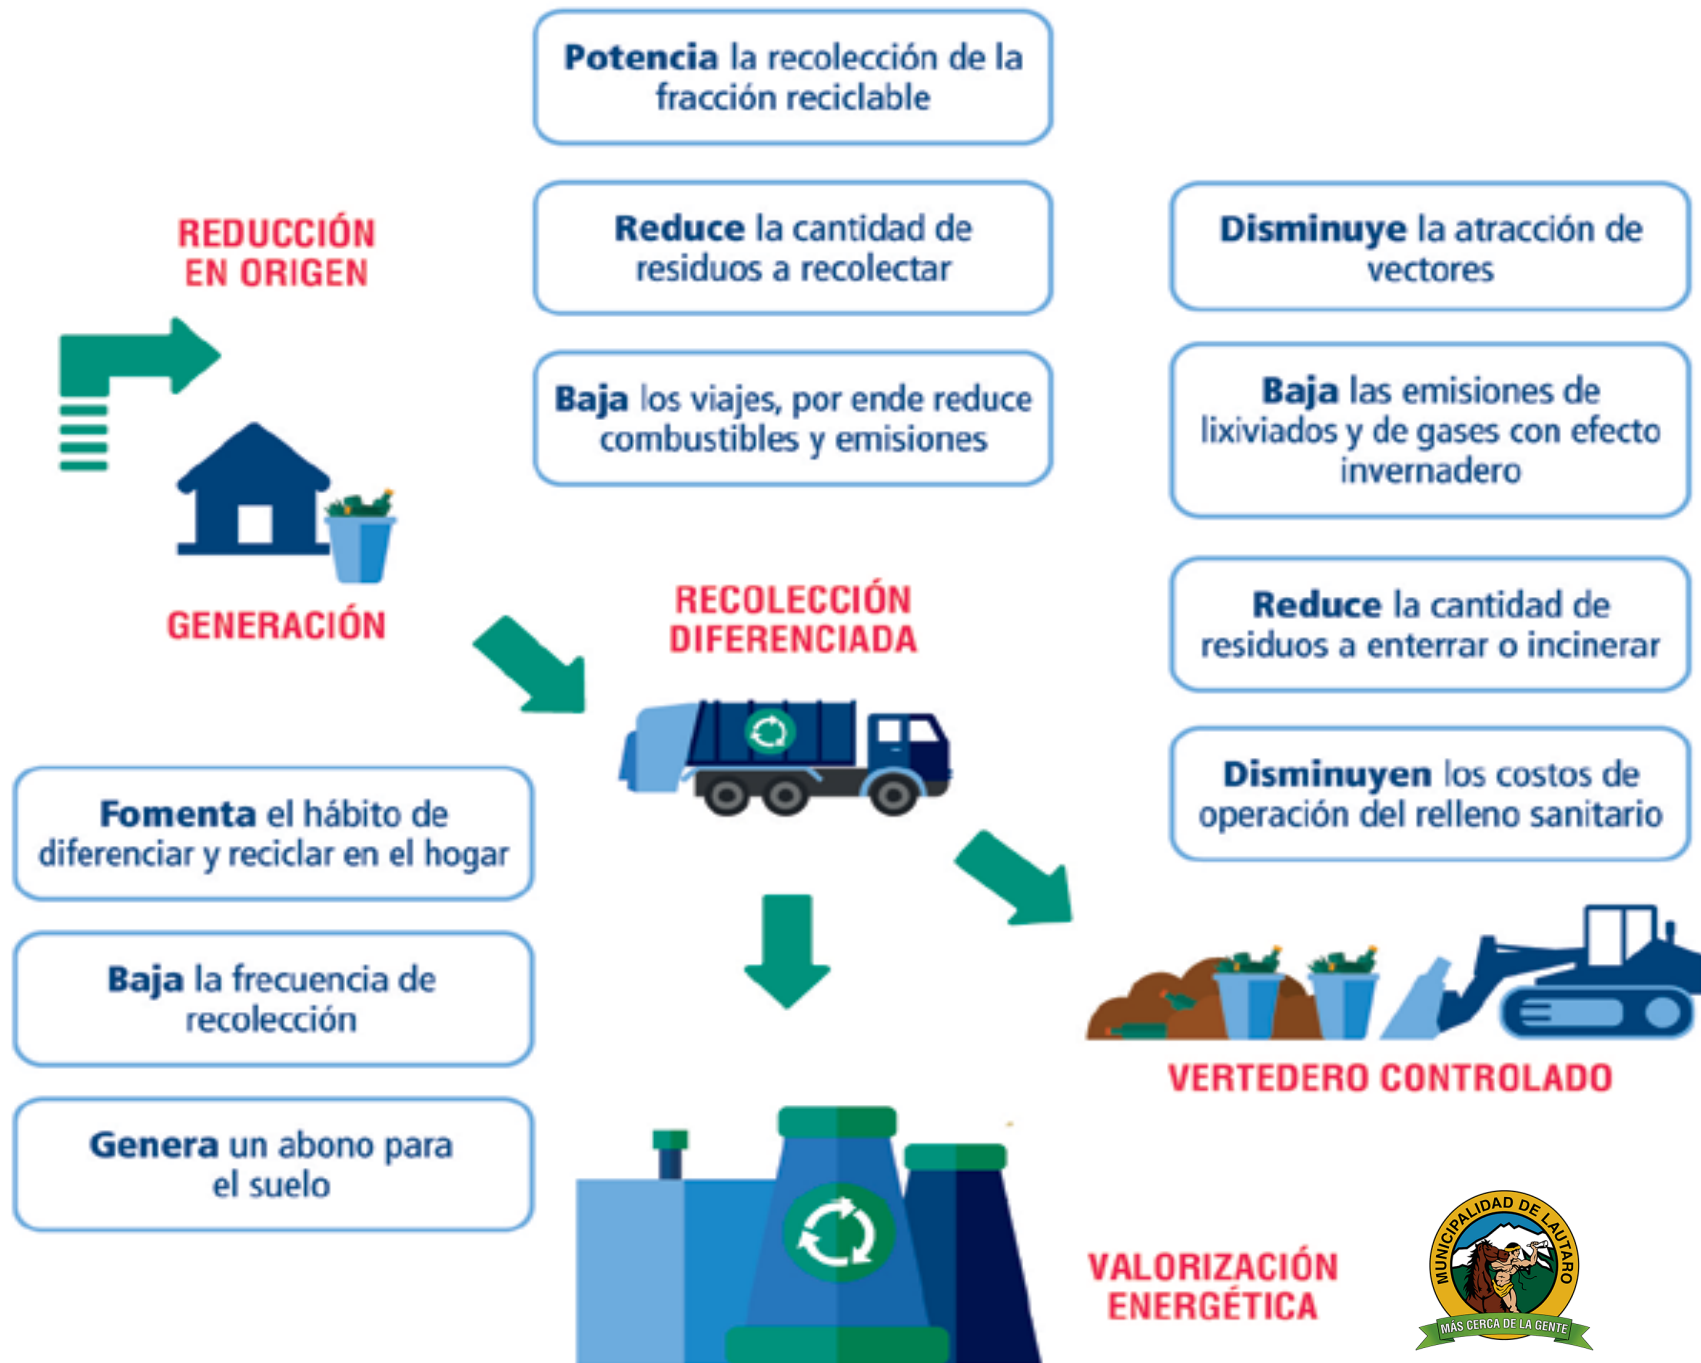 Potencia la recolección de la
fracción reciclable
Reduce la cantidad de
residuos a recolectar
Baja los viajes, por ende reduce
combustibles y emisiones
REDUCCIÓN
EN ORIGEN
GENERACIÓN
Fomenta el hábito de
diferenciar y reciclar en el hogar
Baja la frecuencia de
recolección
Genera un abono para
el suelo
RECOLECCIÓN
DIFERENCIADA
Disminuye la atracción de
vectores
Baja las emisiones de
lixiviados y de gases con efecto
invernadero
Reduce la cantidad de
residuos a enterrar o incinerar
Disminuyen los costos de
operación del relleno sanitario
VERTEDERO CONTROLADO
VALORIZACIÓN
ENERGÉTICA
MUNICIPALIDAD DE LAUTARO
MÁS CERCA DE LA GENTE